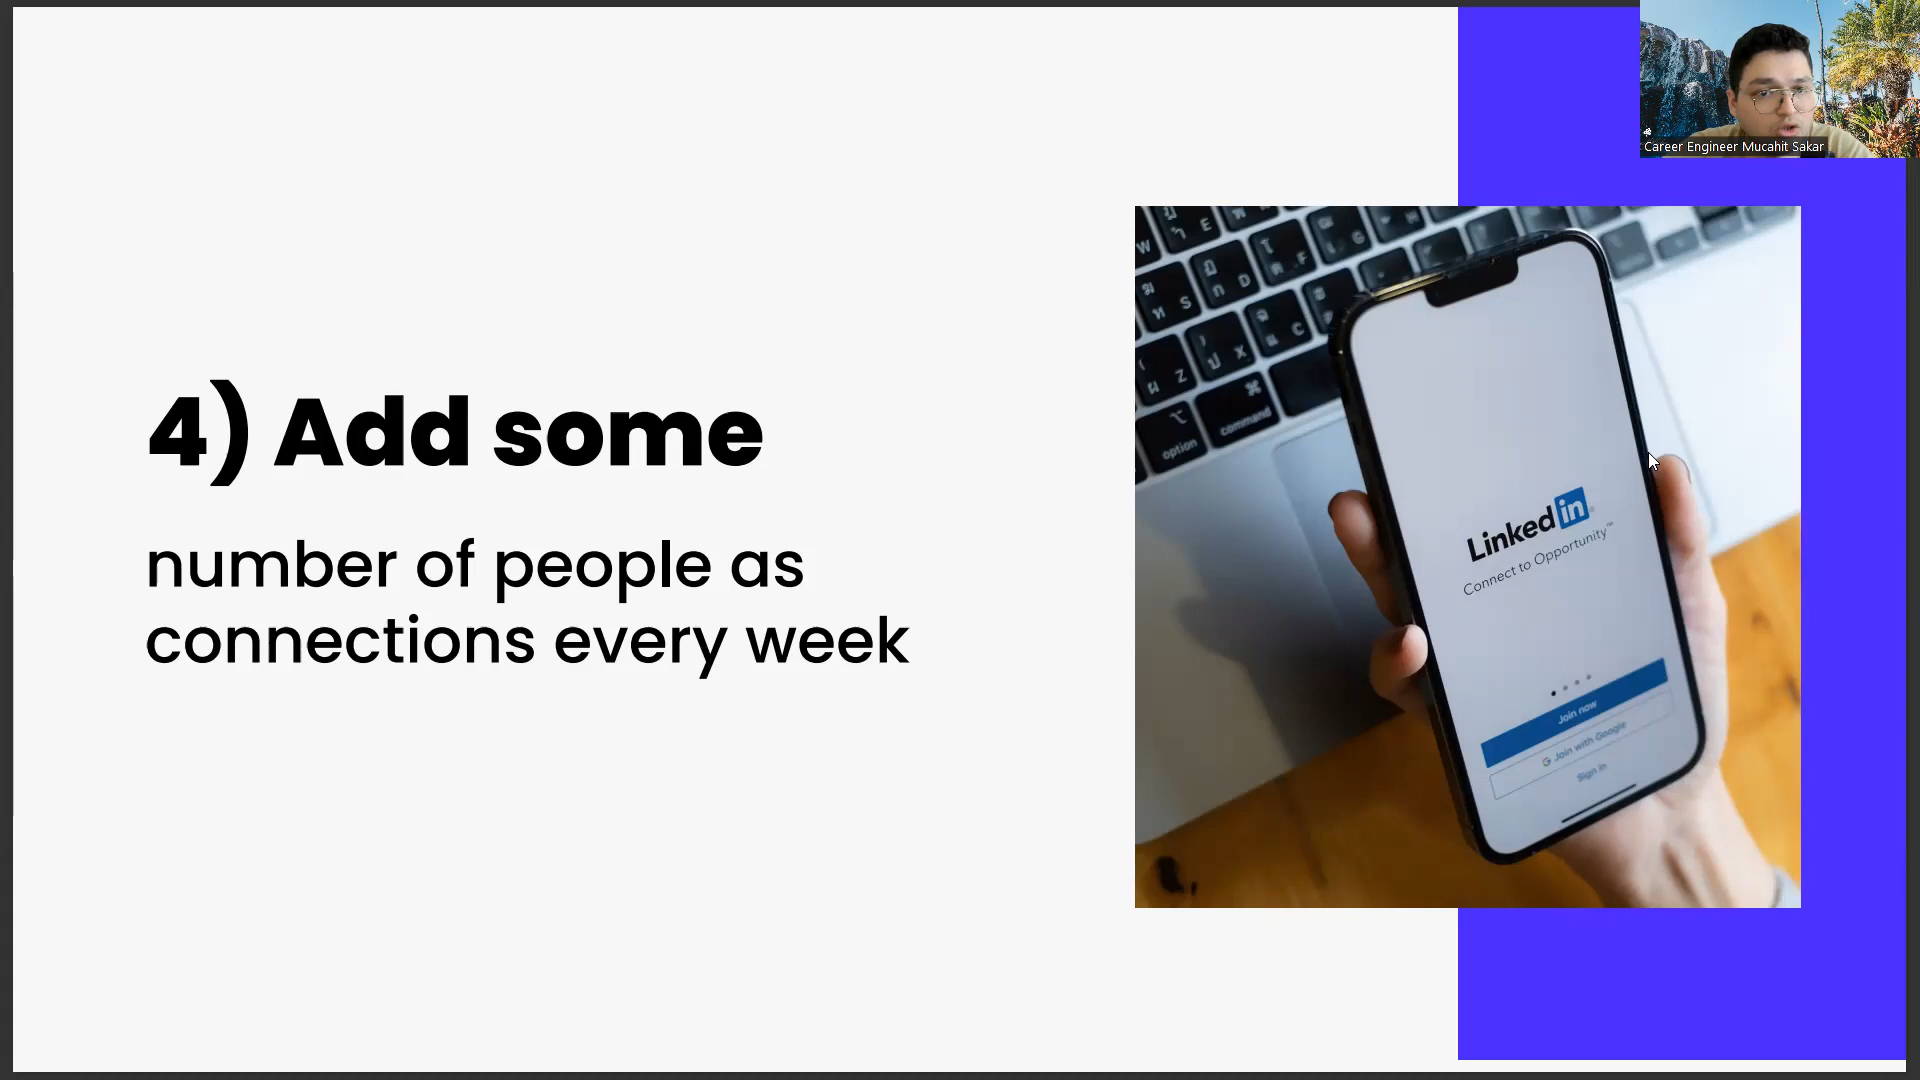 Career Engineer Mucahit Sakar
4) Add some
number of people as
connections every week
W
E
S
D
F
G
Z
X
C
option
command
Linkedin
Connect to Opportunity™
Join now
G Join with Google
Sign in